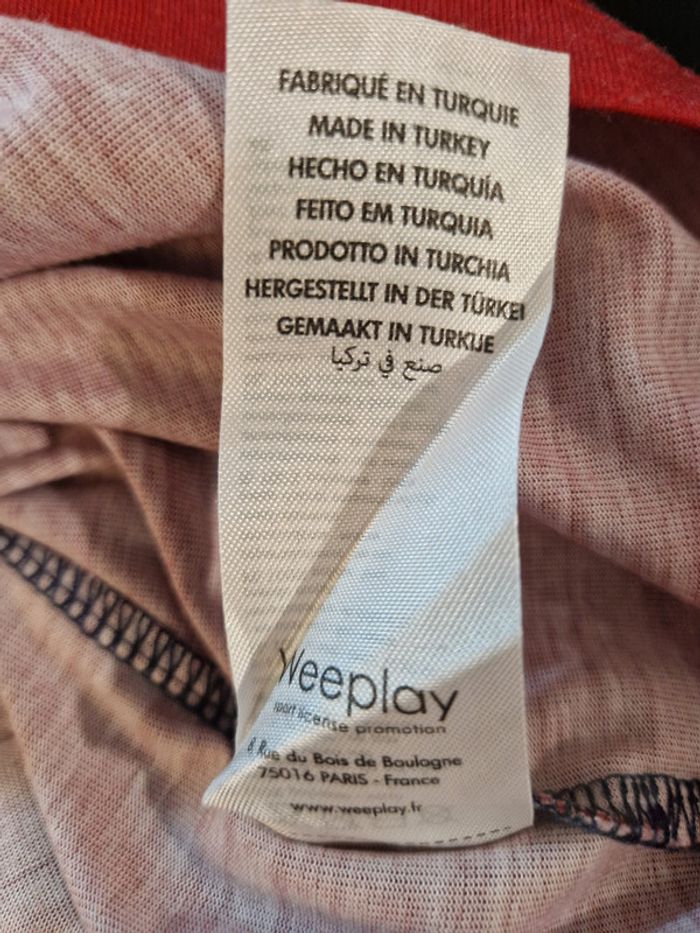 FABRIQUÉ EN TURQUIE
MADE IN TURKEY
HECHO EN TURQUÍA
FEITO EM TURQUIA
PRODOTTO IN TURCHIA
HERGESTELLT IN DER TÜRKEI
GEMAAKT IN TURKIJE
صنع في تركيا
Weeplay
sport license promotion
8 Rue du Bois de Boulogne
75016 PARIS - France
www.weeplay.fr